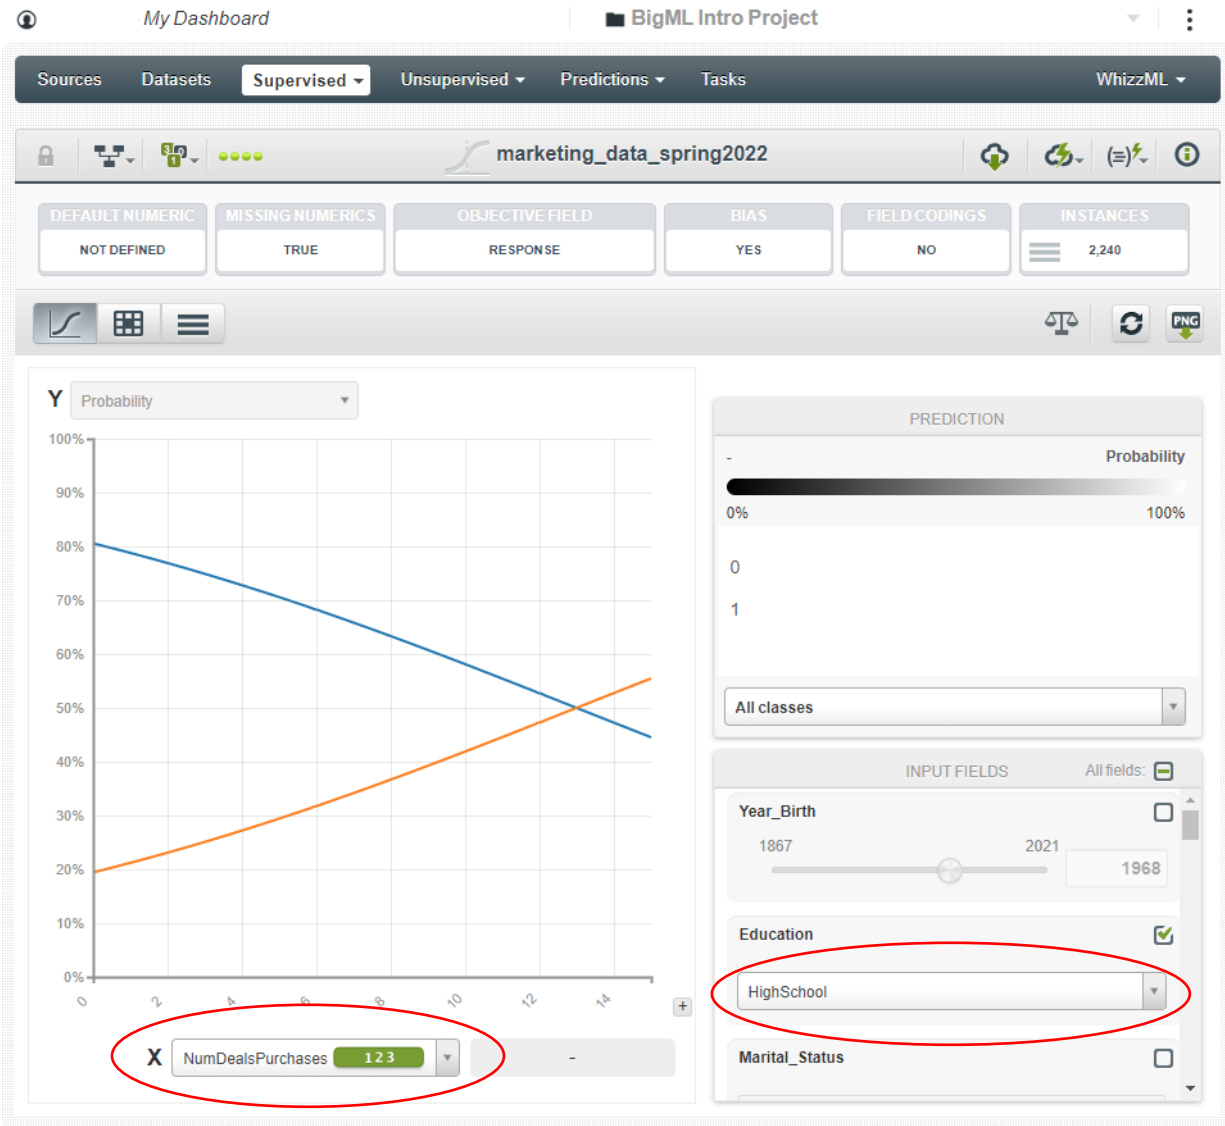 My Dashboard BigML Intro Project
Sources Datasets Supervised Unsupervised Predictions Tasks WhizzML
marketing_data_spring2022
DEFAULT NUMERIC MISSING NUMERICS OBJECTIVE FIELD BIAS FIELD CODINGS INSTANCES
NOT DEFINED TRUE RESPONSE YES NO 2,240
PNG
Y Probability
100%
90%
80%
70%
60%
50%
40%
30%
20%
10%
0%
0 2 4 6 8 10 12 14
+
X NumDealsPurchases 123 -
PREDICTION
- Probability
0% 100%
0
1
All classes
INPUT FIELDS All fields:
Year_Birth
1867 2021
1968
Education
HighSchool
Marital_Status